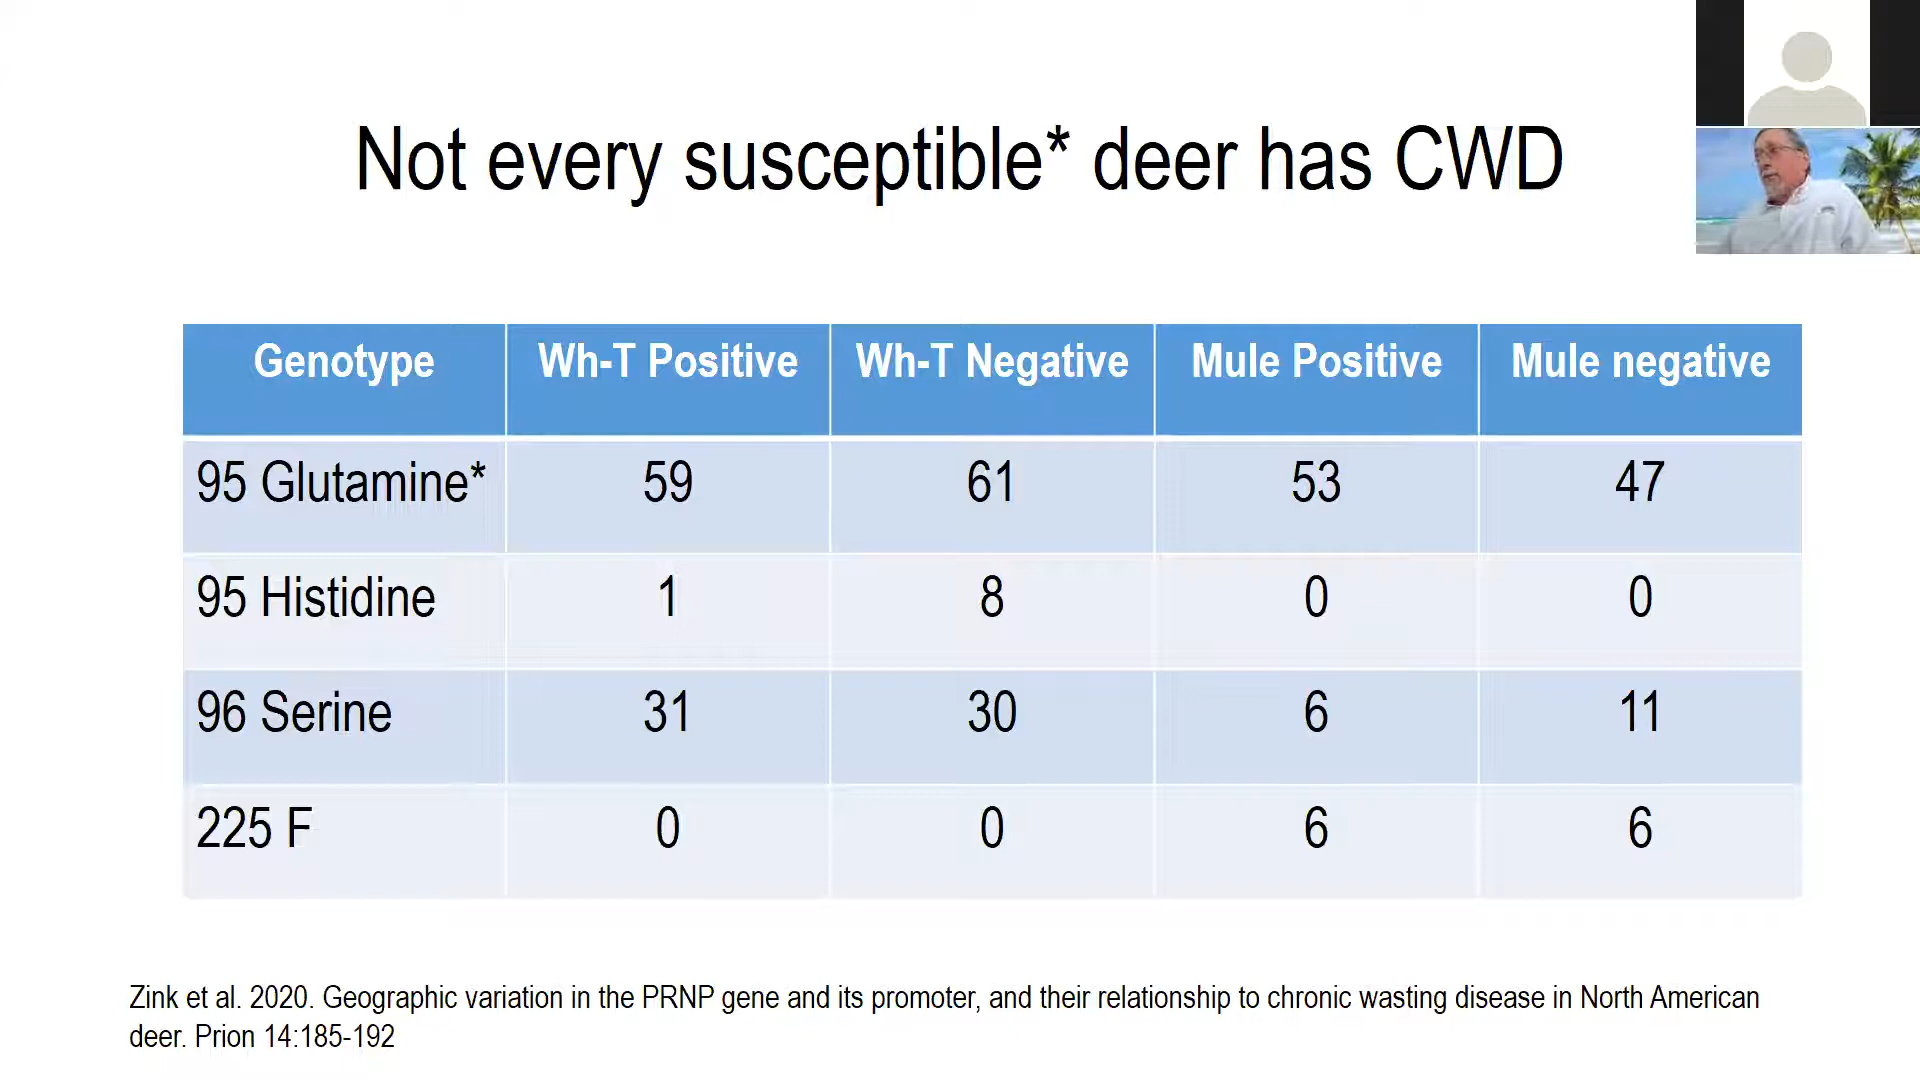 Not every susceptible* deer has CWD
Genotype Wh-T Positive Wh-T Negative Mule Positive Mule negative
95 Glutamine* 59 61 53 47
95 Histidine 1 8 0 0
96 Serine 31 30 6 11
225 F 0 0 6 6
Zink et al. 2020. Geographic variation in the PRNP gene and its promoter, and their relationship to chronic wasting disease in North American
deer. Prion 14:185-192